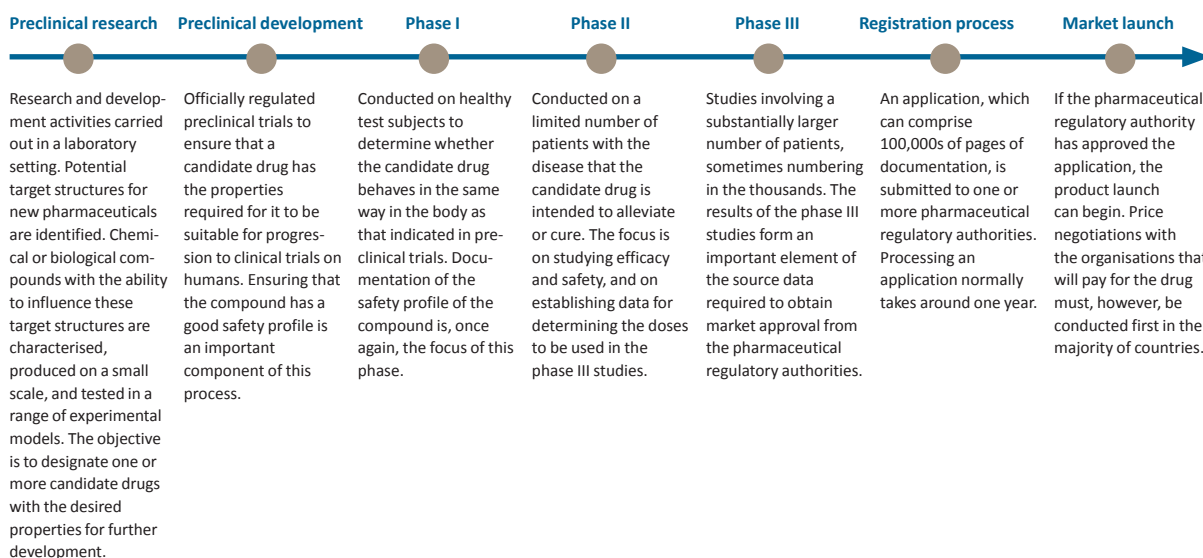 Preclinical research
Preclinical development
Phase I
Phase II
Phase III
Registration process
Market launch
Research and develop-
ment activities carried
out in a laboratory
setting. Potential
target structures for
new pharmaceuticals
are identified. Chemi-
cal or biological com-
pounds with the ability
to influence these
target structures are
characterised,
produced on a small
scale, and tested in a
range of experimental
models. The objective
is to designate one or
more candidate drugs
with the desired
properties for further
development.
Officially regulated
preclinical trials to
ensure that a
candidate drug has
the properties
required for it to be
suitable for progres-
sion to clinical trials on
humans. Ensuring that
the compound has a
good safety profile is
an important
component of this
process.
Conducted on healthy
test subjects to
determine whether
the candidate drug
behaves in the same
way in the body as
that indicated in pre-
clinical trials. Docu-
mentation of the
safety profile of the
compound is, once
again, the focus of this
phase.
Conducted on a
limited number of
patients with the
disease that the
candidate drug is
intended to alleviate
or cure. The focus is
on studying efficacy
and safety, and on
establishing data for
determining the doses
to be used in the
phase III studies.
Studies involving a
substantially larger
number of patients,
sometimes numbering
in the thousands. The
results of the phase III
studies form an
important element of
the source data
required to obtain
market approval from
the pharmaceutical
regulatory authorities.
An application, which
can comprise
100,000s of pages of
documentation, is
submitted to one or
more pharmaceutical
regulatory authorities.
Processing an
application normally
takes around one year.
If the pharmaceutical
regulatory authority
has approved the
application, the
product launch
can begin. Price
negotiations with
the organisations that
will pay for the drug
must, however, be
conducted first in the
majority of countries.